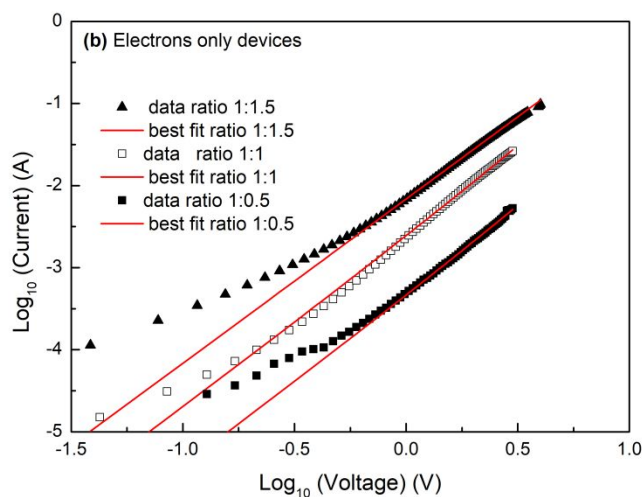 (b) Electrons only devices
data ratio 1:1.5
best fit ratio 1:1.5
data ratio 1:1
best fit ratio 1:1
data ratio 1:0.5
best fit ratio 1:0.5
0
-1
-2
-3
-4
-5
Log10 (Current) (A)
-1.5 -1.0 -0.5 0.0 0.5 1.0
Log10 (Voltage) (V)